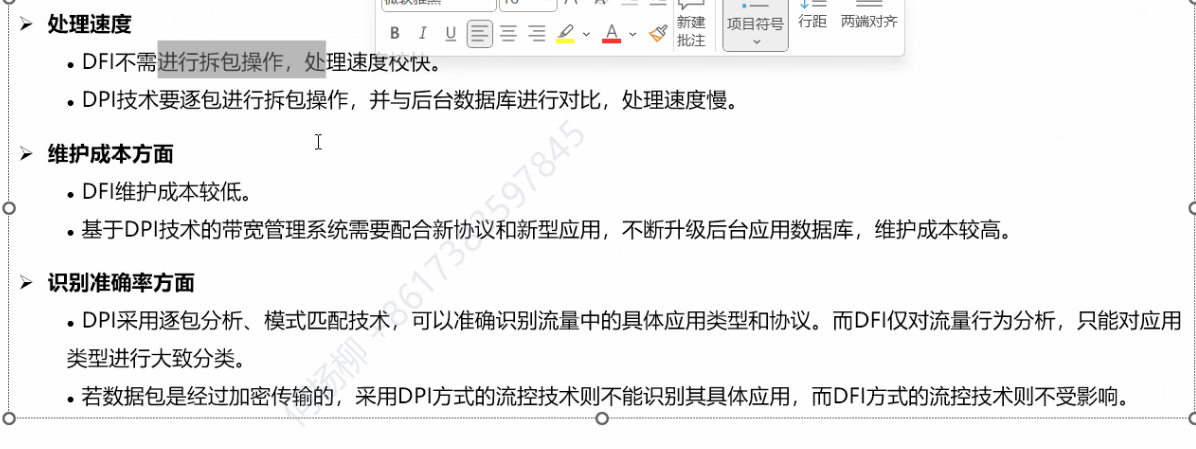 微软雅黑
B I U A
新建
批注
项目符号
行距
两端对齐
处理速度
DFI不需进行拆包操作，处理速度较快。
DPI技术要逐包进行拆包操作，并与后台数据库进行对比，处理速度慢。
维护成本方面
DFI维护成本较低。
基于DPI技术的带宽管理系统需要配合新协议和新型应用，不断升级后台应用数据库，维护成本较高。
识别准确率方面
DPI采用逐包分析、模式匹配技术，可以准确识别流量中的具体应用类型和协议。而DFI仅对流量行为分析，只能对应用
类型进行大致分类。
若数据包是经过加密传输的，采用DPI方式的流控技术则不能识别其具体应用，而DFI方式的流控技术则不受影响。
+8617388597845